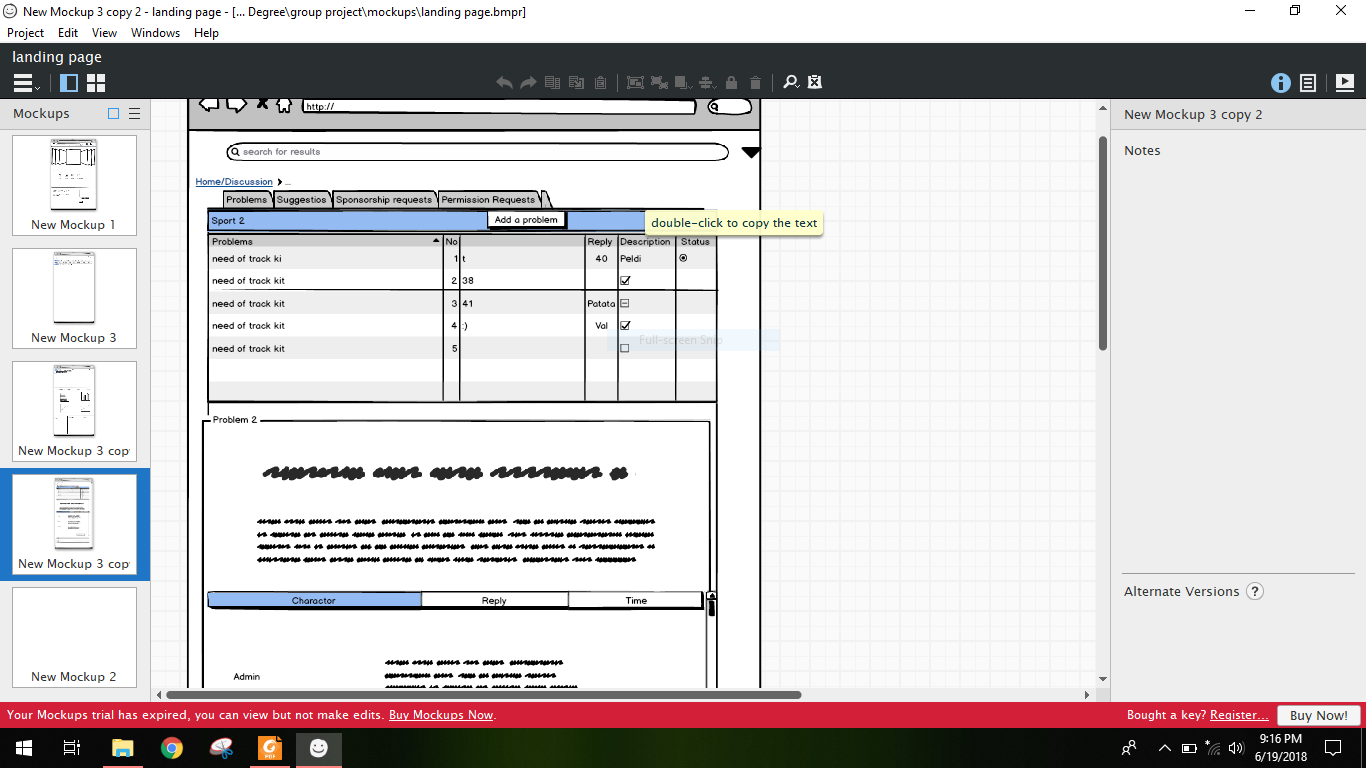 New Mockup 3 copy 2 - landing page - [... Degree\group project\mockups\landing page.bmpr]
Project Edit View Windows Help
landing page
Mockups
New Mockup 1
New Mockup 3
New Mockup 3 cop
New Mockup 3 cop
New Mockup 2
http://
search for results
Home/Discussion > ...
Problems Suggestios Sponsorship requests Permission Requests
Sport 2 Add a problem
double-click to copy the text
Problems No Reply Description Status
need of track ki 1 t 40 Peldi
need of track kit 2 38
need of track kit 3 41 Patata
need of track kit 4 :) Val
Full-screen Snip
need of track kit 5
Problem 2
Charactor Reply Time
Admin
New Mockup 3 copy 2
Notes
Alternate Versions ?
Your Mockups trial has expired, you can view but not make edits. Buy Mockups Now.
Bought a key? Register... Buy Now!
PDF
9:16 PM
6/19/2018